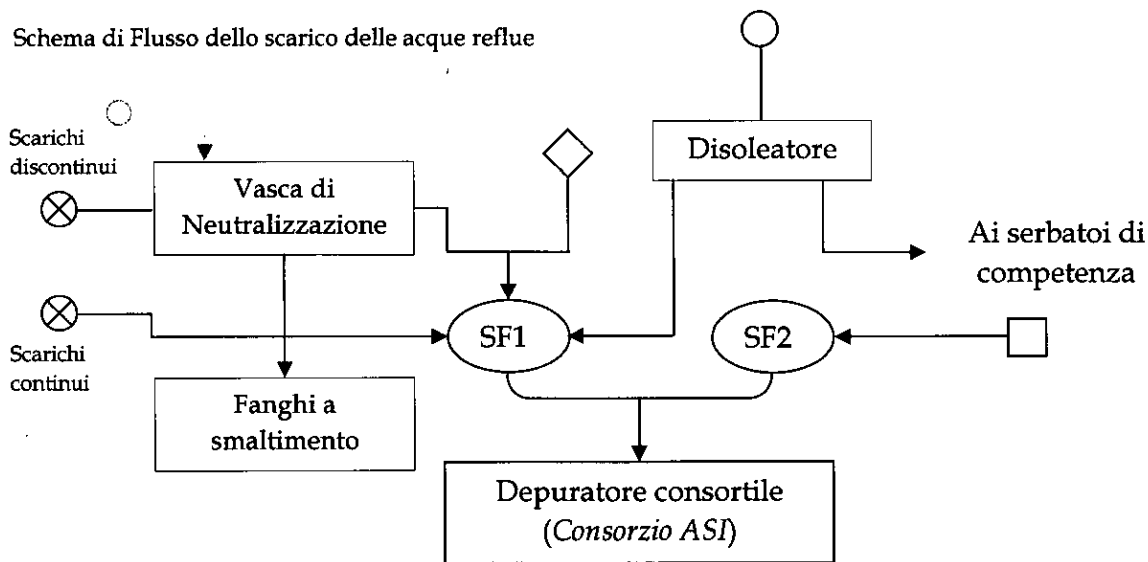 Schema di Flusso dello scarico delle acque reflue
Scarichi
discontinui
Vasca di
Neutralizzazione
Disoleatore
Ai serbatoi di
competenza
SF1
SF2
Scarichi
continui
Fanghi a
smaltimento
Depuratore consortile
(Consorzio ASI)